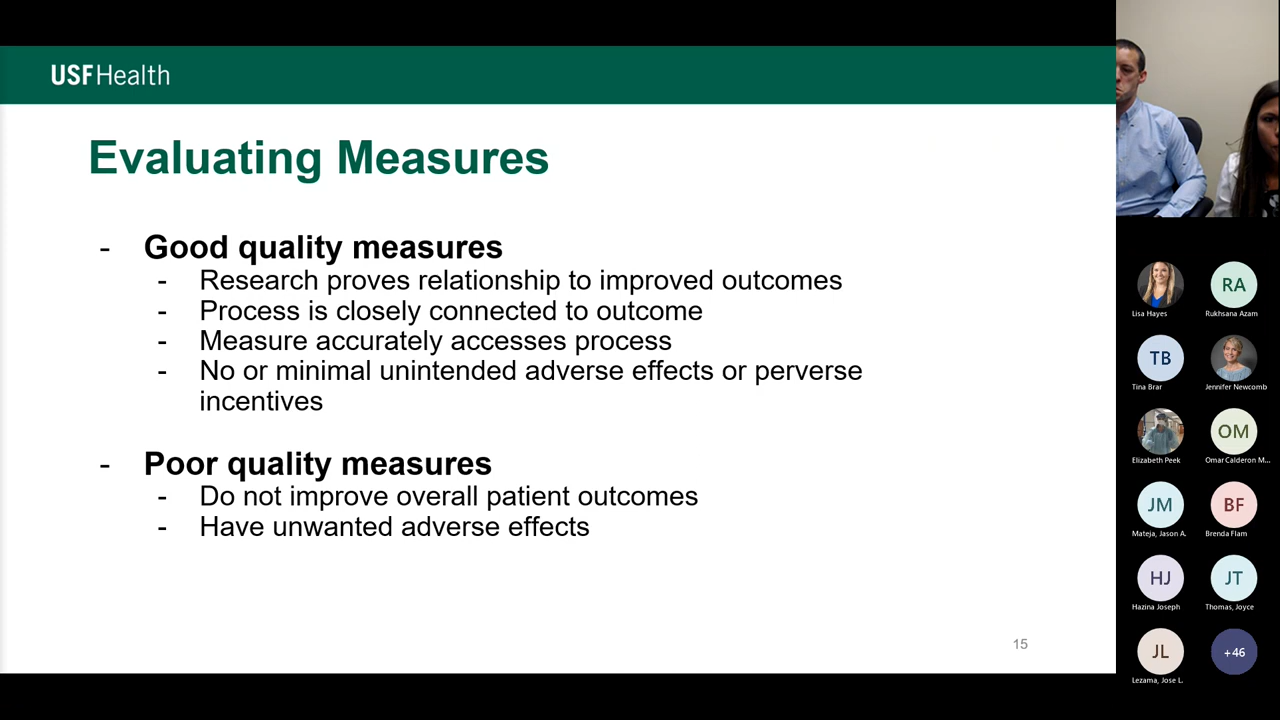 USFHealth
Evaluating Measures
- Good quality measures
- Research proves relationship to improved outcomes
- Process is closely connected to outcome
- Measure accurately accesses process
- No or minimal unintended adverse effects or perverse
incentives
- Poor quality measures
- Do not improve overall patient outcomes
- Have unwanted adverse effects
15
RA
Lisa Hayes
Rukhsana Azam
TB
Tina Brar
Jennifer Newcomb
OM
Elizabeth Peek
Omar Calderon M...
JM
BF
Mateja, Jason A.
Brenda Flam
HJ
JT
Hazina Joseph
Thomas, Joyce
JL
+46
Lezama, Jose L.